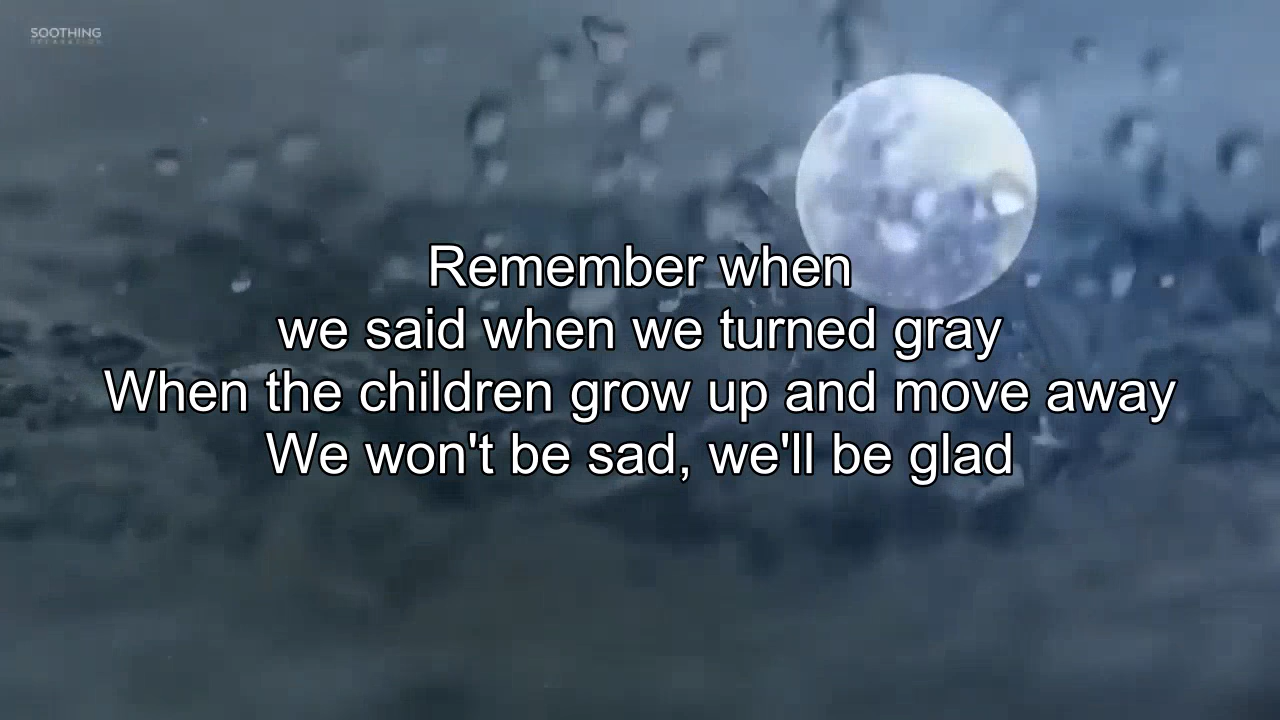 SOOTHING
RELAXATION
Remember when
we said when we turned gray
When the children grow up and move away
We won't be sad, we'll be glad